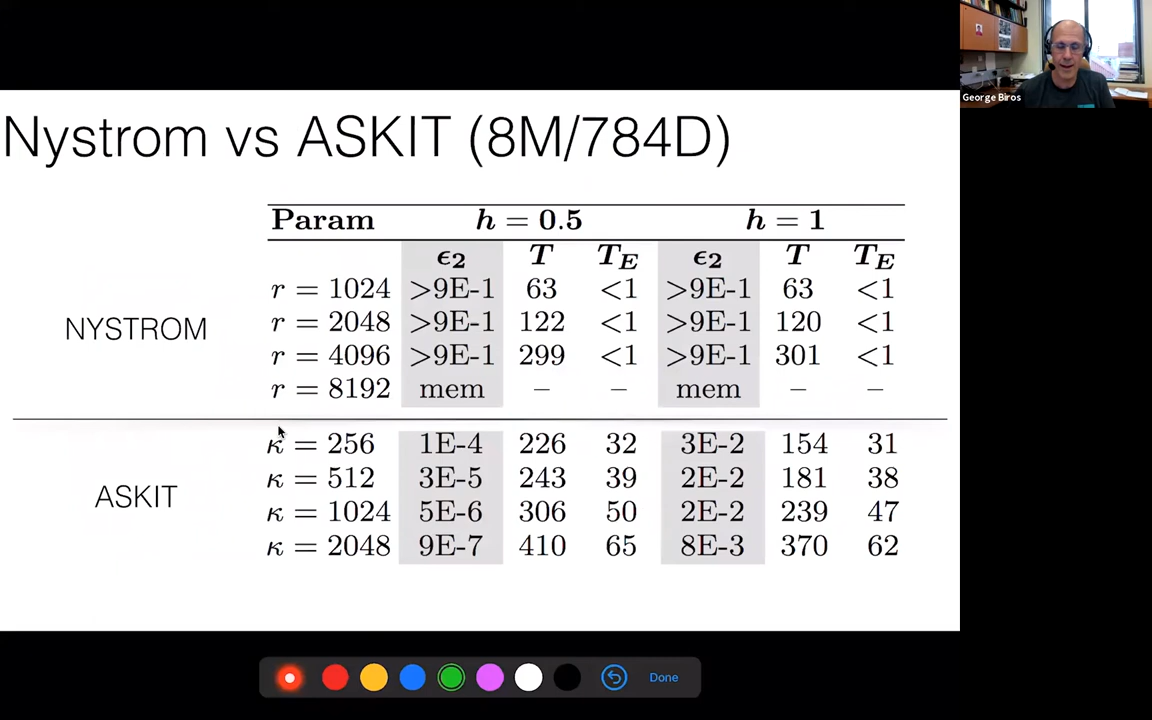 George Biros
Nystrom vs ASKIT (8M/784D)
Param h = 0.5 h = 1
ϵ₂ T T_E ϵ₂ T T_E
NYSTROM
r = 1024 >9E-1 63 <1 >9E-1 63 <1
r = 2048 >9E-1 122 <1 >9E-1 120 <1
r = 4096 >9E-1 299 <1 >9E-1 301 <1
r = 8192 mem – – mem – –
ASKIT
κ = 256 1E-4 226 32 3E-2 154 31
κ = 512 3E-5 243 39 2E-2 181 38
κ = 1024 5E-6 306 50 2E-2 239 47
κ = 2048 9E-7 410 65 8E-3 370 62
Done